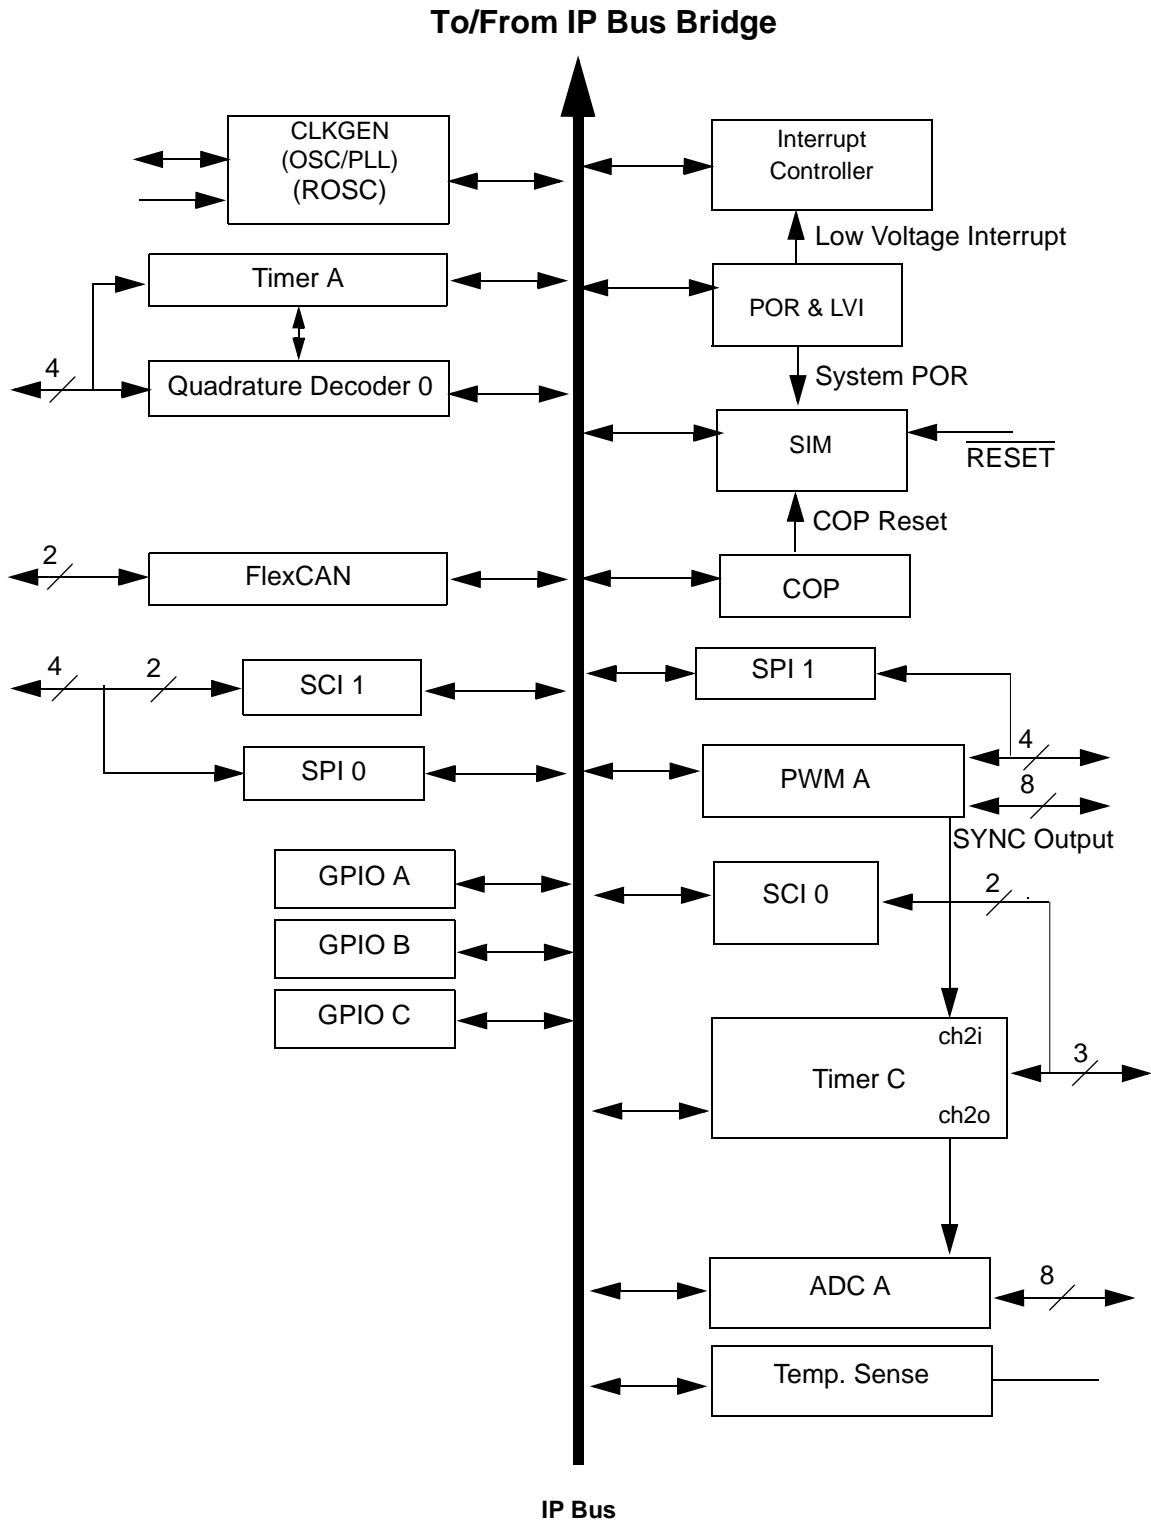 To/From IP Bus Bridge
CLKGEN
(OSC/PLL)
(ROSC)
Interrupt
Controller
Low Voltage Interrupt
Timer A
POR & LVI
4
Quadrature Decoder 0
System POR
SIM
RESET
COP Reset
2
FlexCAN
COP
4
2
SCI 1
SPI 1
SPI 0
4
PWM A
8
SYNC Output
GPIO A
SCI 0
2
GPIO B
GPIO C
ch2i
Timer C
3
ch2o
ADC A
8
Temp. Sense
IP Bus